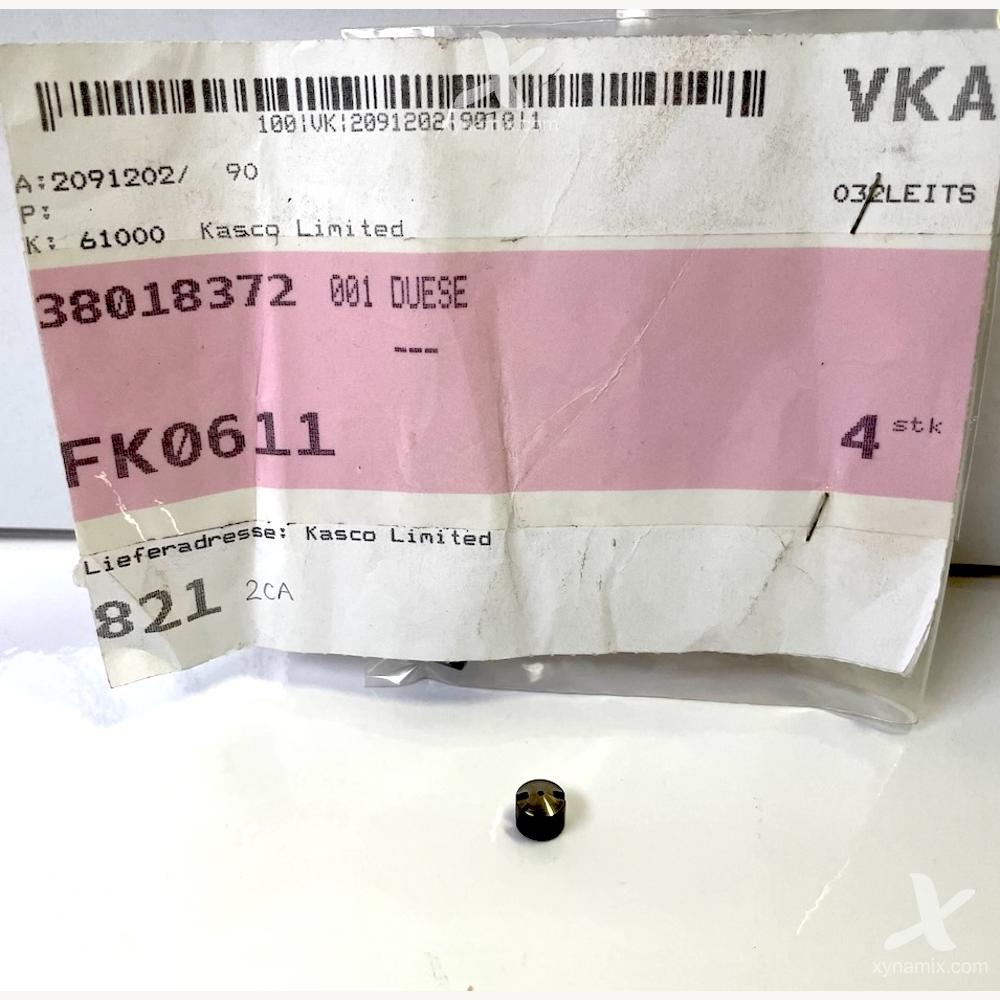 100|VK|2091202|9010|1
VKA
A:2091202/ 90
032LEITS
P:
K: 61000 Kasco Limited
38018372 001 DUESE
---
FK0611
4 stk
Lieferadresse: Kasco Limited
821 2CA
xynamix.com